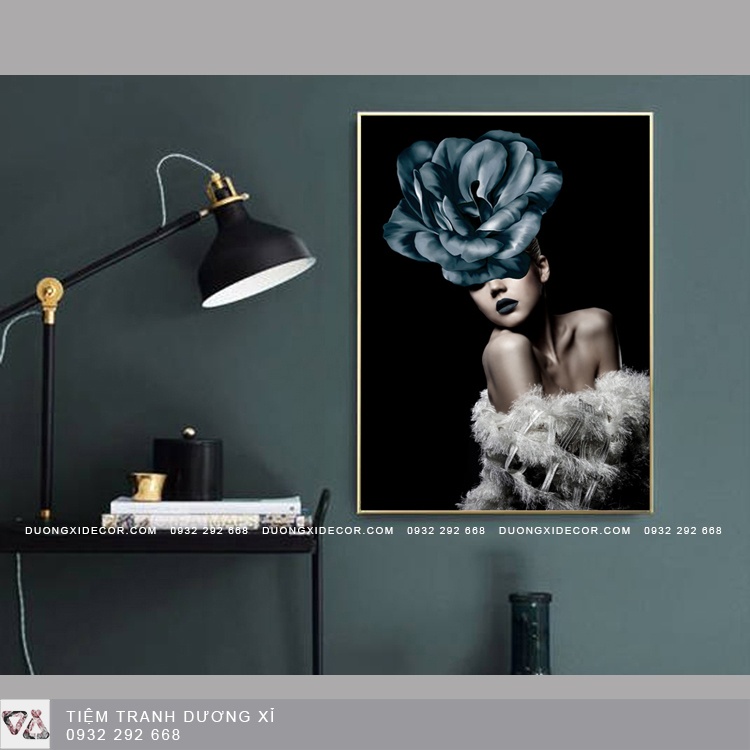 DUONGXIDECOR.COM 0932 292 668 DUONGXIDECOR.COM 0932 292 668 DUONGXIDECOR.COM 0932 292 668
TIỆM TRANH DƯƠNG XỈ
0932 292 668